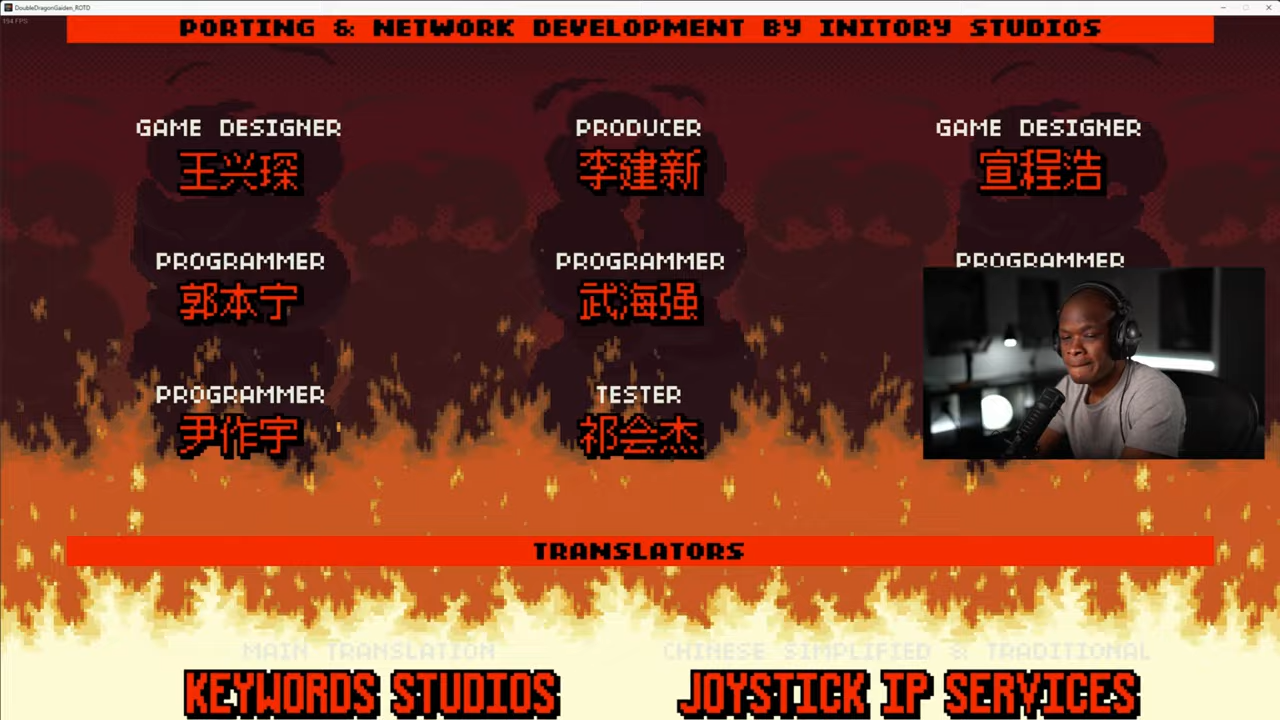 DoubleDragonGaiden_ROTD
194 FPS
PORTING & NETWORK DEVELOPMENT BY INITORY STUDIOS
GAME DESIGNER PRODUCER GAME DESIGNER
王兴琛 李建新 宣程浩
PROGRAMMER PROGRAMMER PROGRAMMER
郭本宁 武海强
PROGRAMMER TESTER
尹作宇 祁会杰
TRANSLATORS
MAIN TRANSLATION CHINESE SIMPLIFIED & TRADITIONAL
KEYWORDS STUDIOS JOYSTICK IP SERVICES